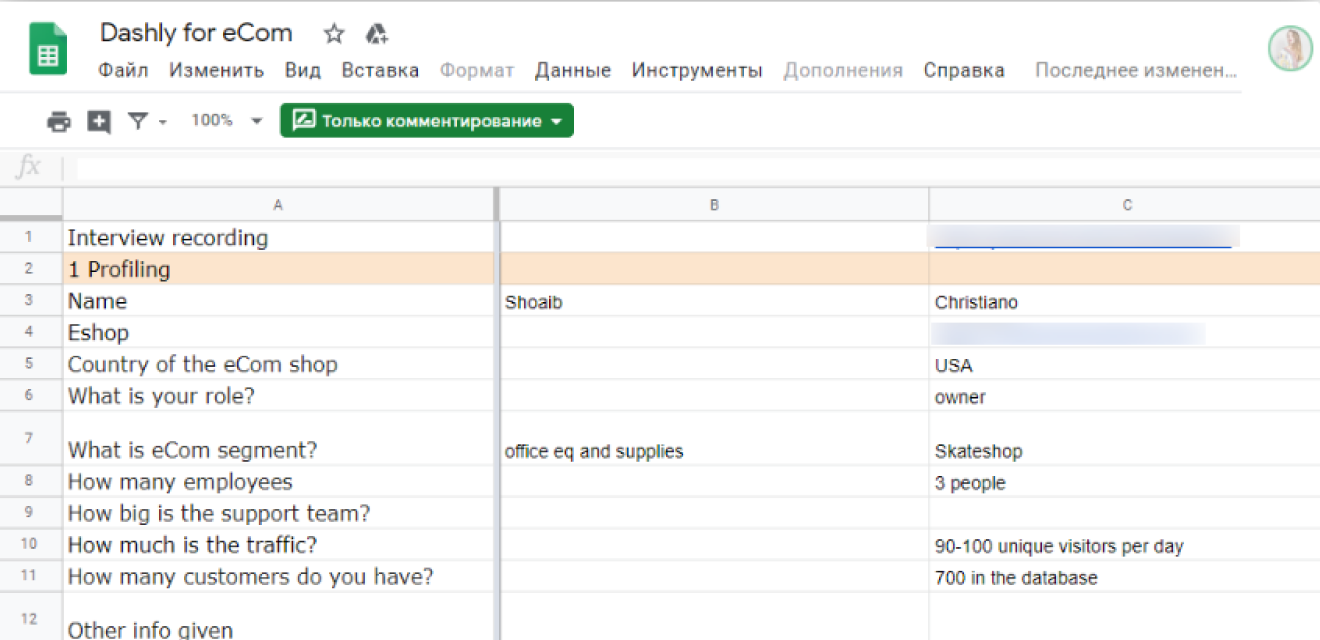 Dashly for eCom
Файл Изменить Вид Вставка Формат Данные Инструменты Дополнения Справка Последнее изменен...
100% Только комментирование
fx
A B C
1 Interview recording
2 1 Profiling
3 Name Shoaib Christiano
4 Eshop
5 Country of the eCom shop USA
6 What is your role? owner
7 What is eCom segment? office eq and supplies Skateshop
8 How many employees 3 people
9 How big is the support team?
10 How much is the traffic? 90-100 unique visitors per day
11 How many customers do you have? 700 in the database
12 Other info given